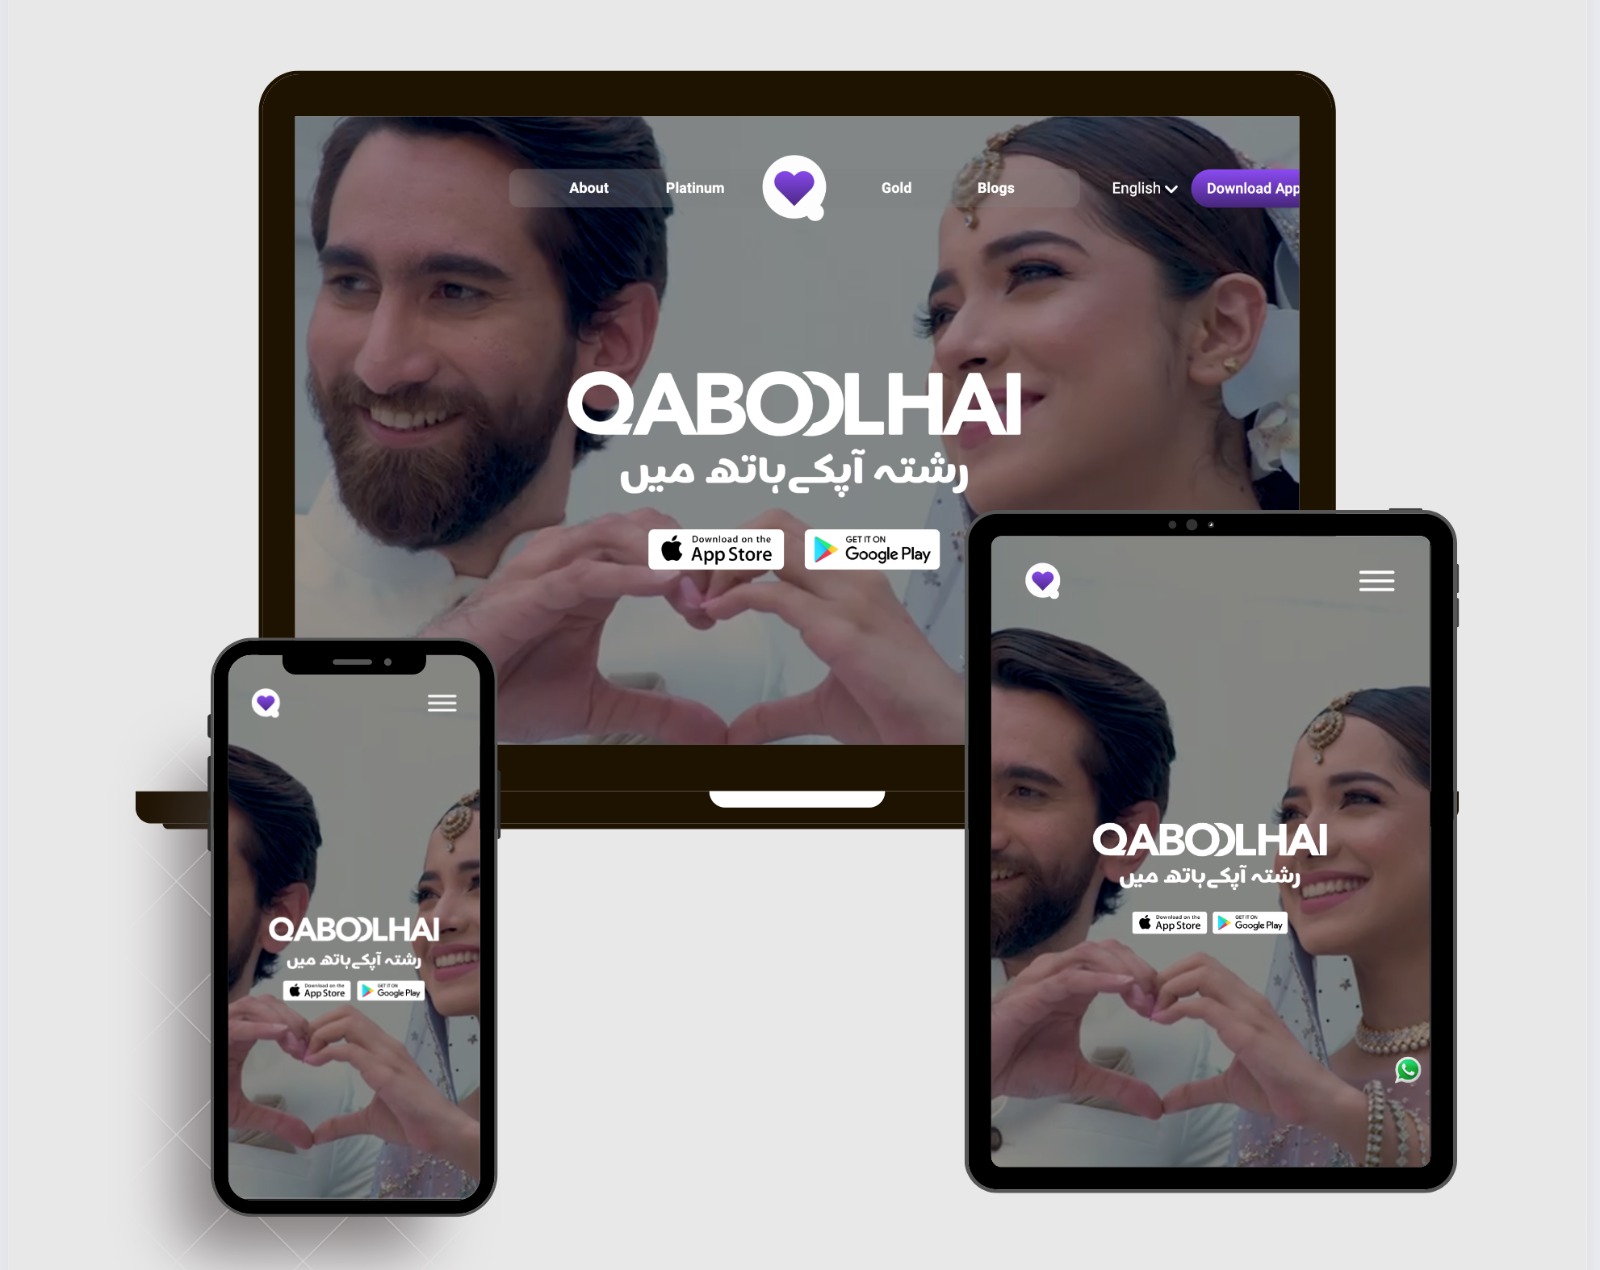 About Platinum Gold Blogs English Download App
QABOOLHAI
رشتہ آپکے ہاتھ میں
Download on the
App Store
GET IT ON
Google Play
QABOOLHAI
رشتہ آپکے ہاتھ میں
Download on the
App Store
GET IT ON
Google Play
QABOOLHAI
رشتہ آپکے ہاتھ میں
Download on the
App Store
GET IT ON
Google Play